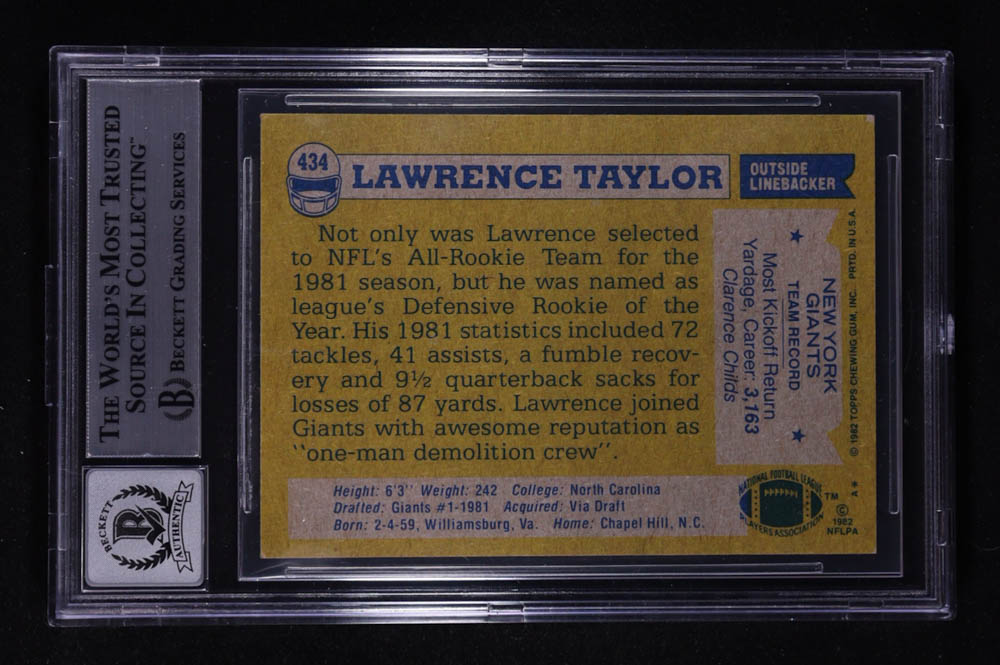 THE WORLD'S MOST TRUSTED
SOURCE IN COLLECTING™
B BECKETT GRADING SERVICES
BECKETT
B
AUTHENTIC
434
LAWRENCE TAYLOR
OUTSIDE
LINEBACKER
Not only was Lawrence selected
to NFL's All-Rookie Team for the
1981 season, but he was named as
league's Defensive Rookie of the
Year. His 1981 statistics included 72
tackles, 41 assists, a fumble recov-
ery and 9½ quarterback sacks for
losses of 87 yards. Lawrence joined
Giants with awesome reputation as
"one-man demolition crew".
NEW YORK
GIANTS
★ TEAM RECORD ★
Most Kickoff Return
Yardage, Career: 3,163
Clarence Childs
© 1982 TOPPS CHEWING GUM, INC. PRTD. IN U.S.A.
A*
Height: 6'3" Weight: 242 College: North Carolina
Drafted: Giants #1-1981 Acquired: Via Draft
Born: 2-4-59, Williamsburg, Va. Home: Chapel Hill, N.C.
NATIONAL FOOTBALL LEAGUE
PLAYERS ASSOCIATION
™
©
1982
NFLPA